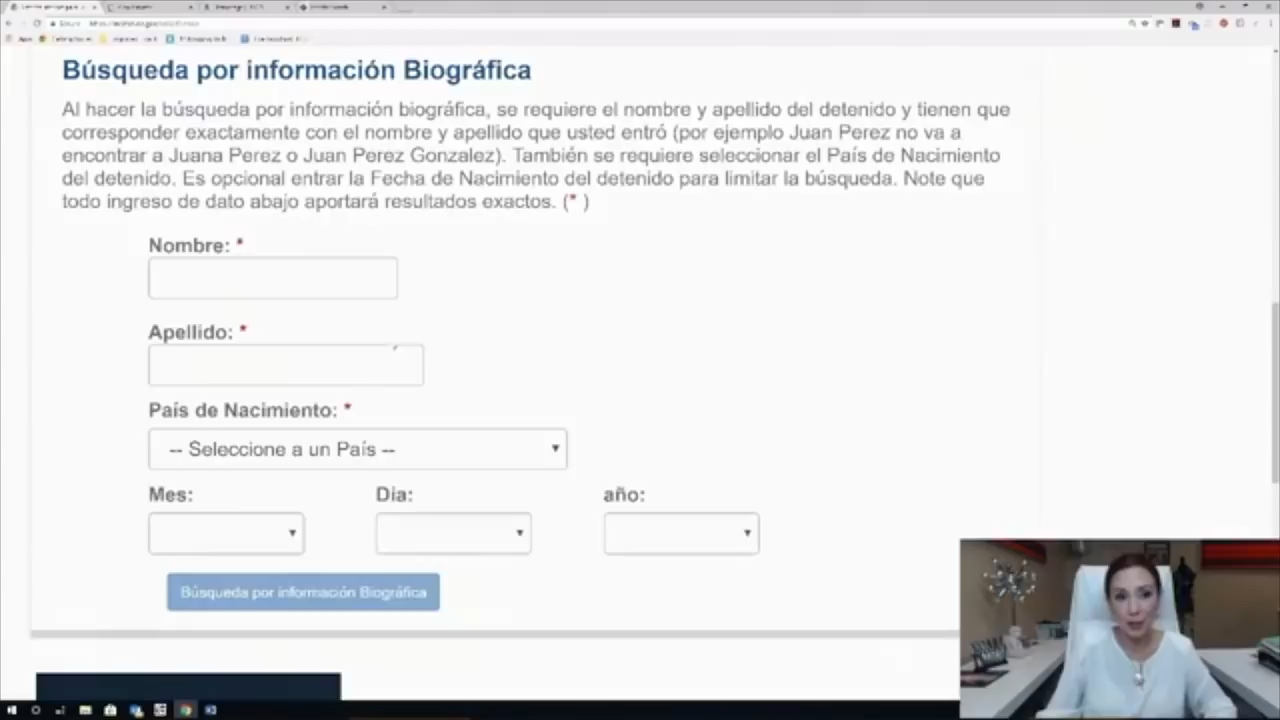 Búsqueda por información Biográfica
Al hacer la búsqueda por información biográfica, se requiere el nombre y apellido del detenido y tienen que
corresponder exactamente con el nombre y apellido que usted entró (por ejemplo Juan Perez no va a
encontrar a Juana Perez o Juan Perez Gonzalez). También se requiere seleccionar el País de Nacimiento
del detenido. Es opcional entrar la Fecha de Nacimiento del detenido para limitar la búsqueda. Note que
todo ingreso de dato abajo aportará resultados exactos. (* )
Nombre: *
Apellido: *
País de Nacimiento: *
-- Seleccione a un País --
Mes: Dia: año:
Búsqueda por información Biográfica